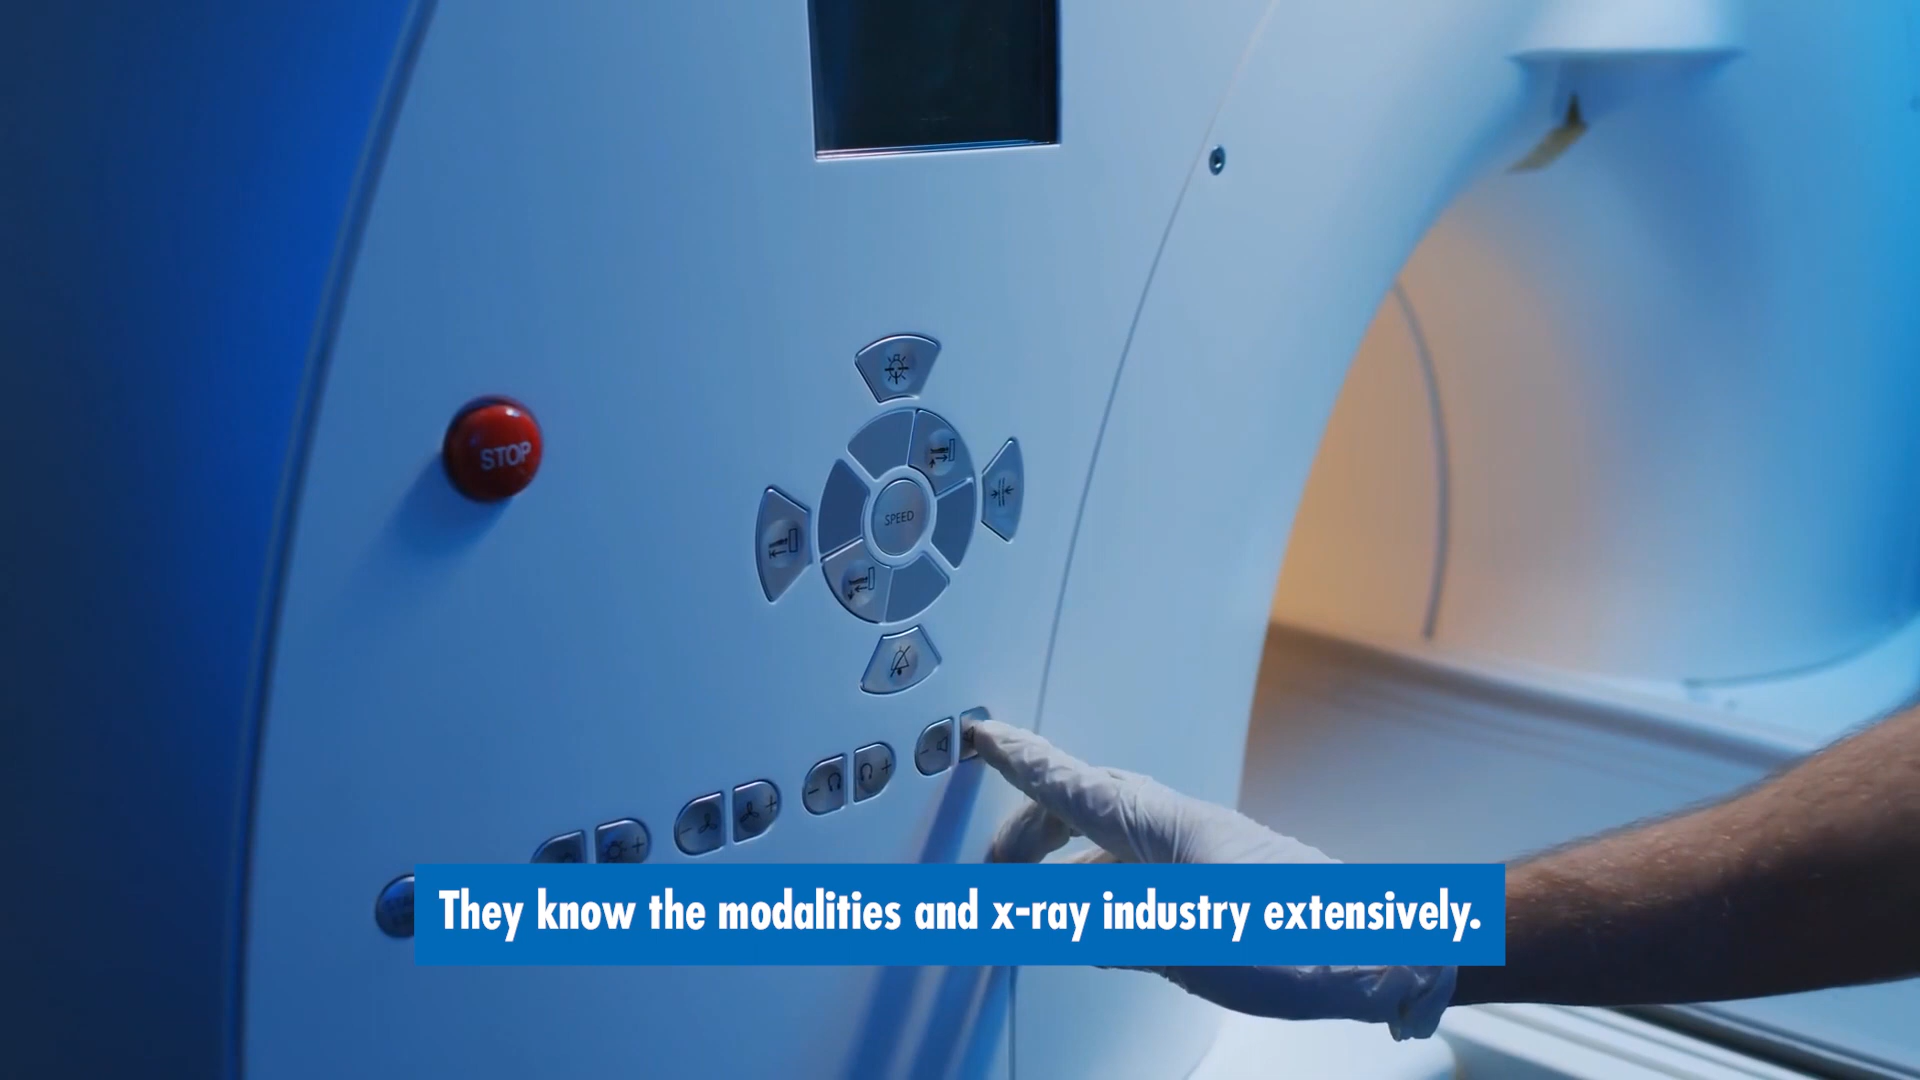 STOP
SPEED
They know the modalities and x-ray industry extensively.